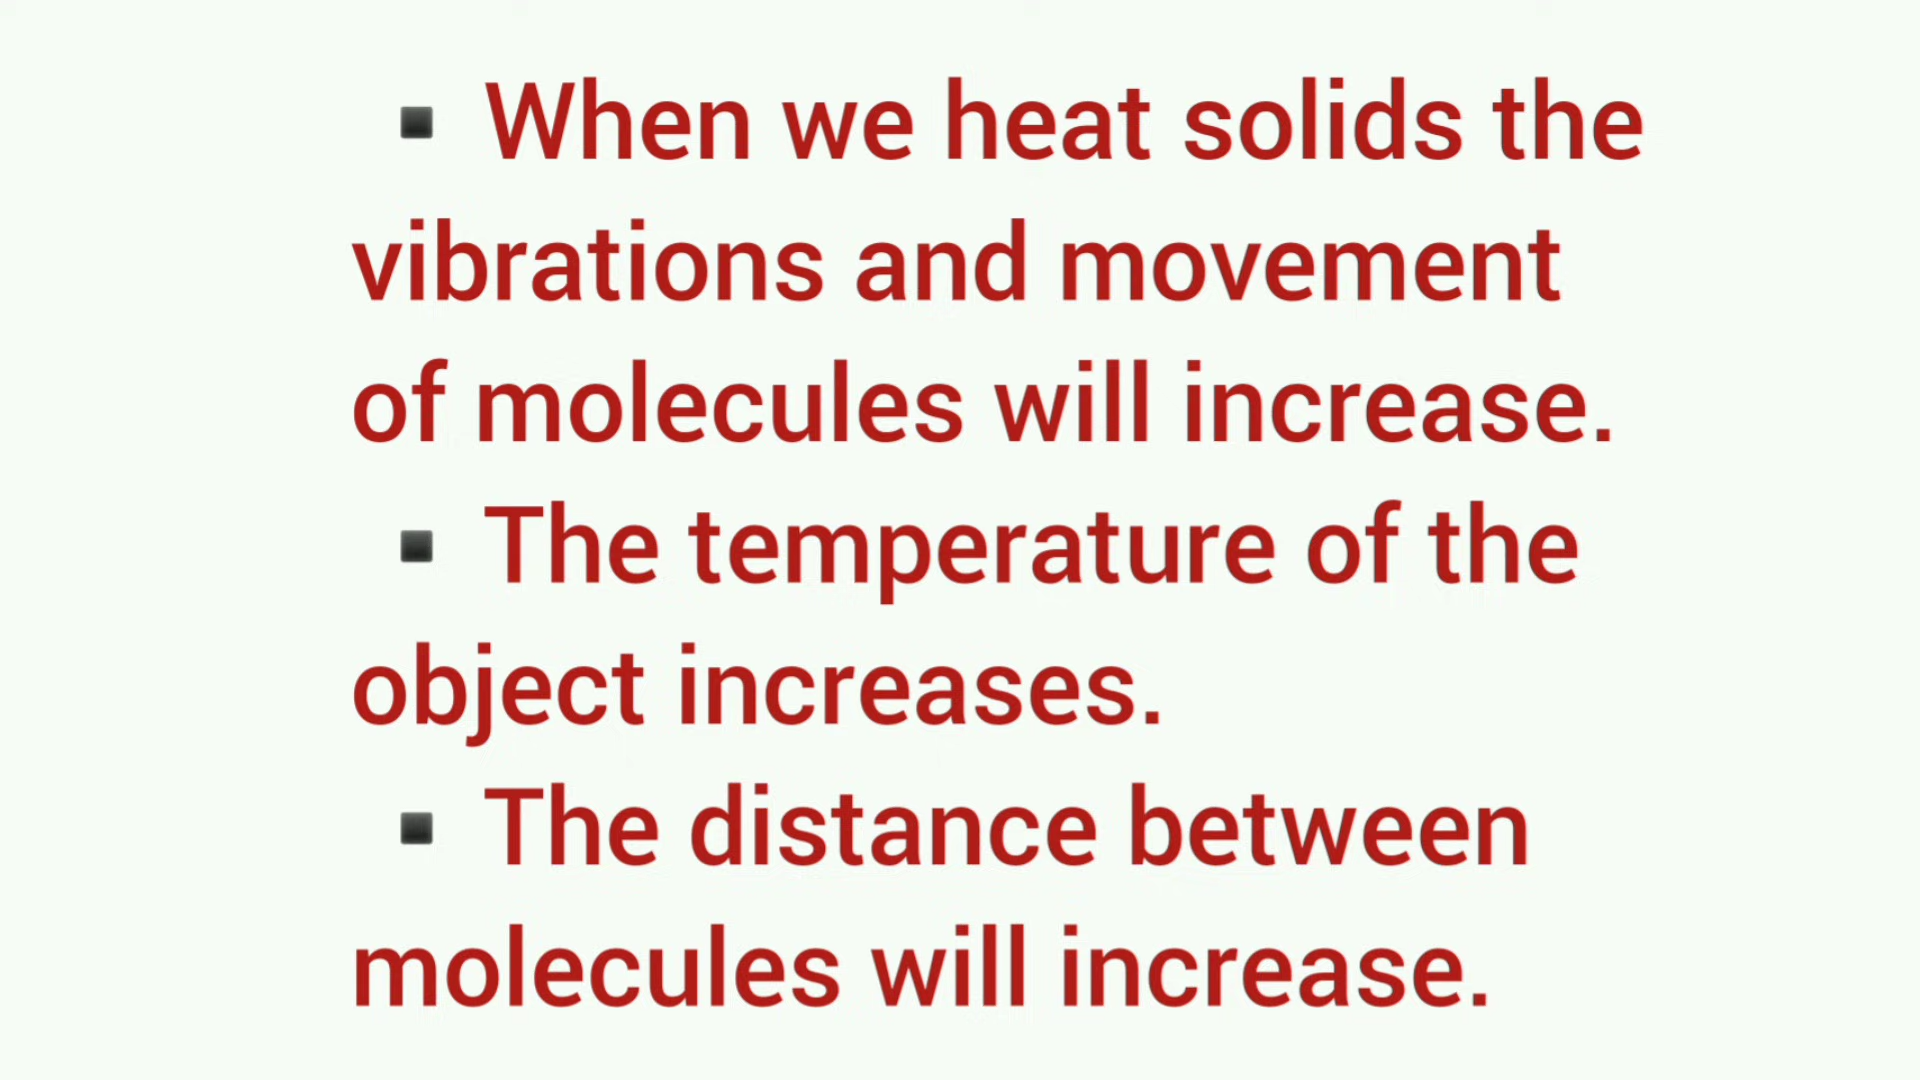 ▪ When we heat solids the
vibrations and movement
of molecules will increase.
▪ The temperature of the
object increases.
▪ The distance between
molecules will increase.